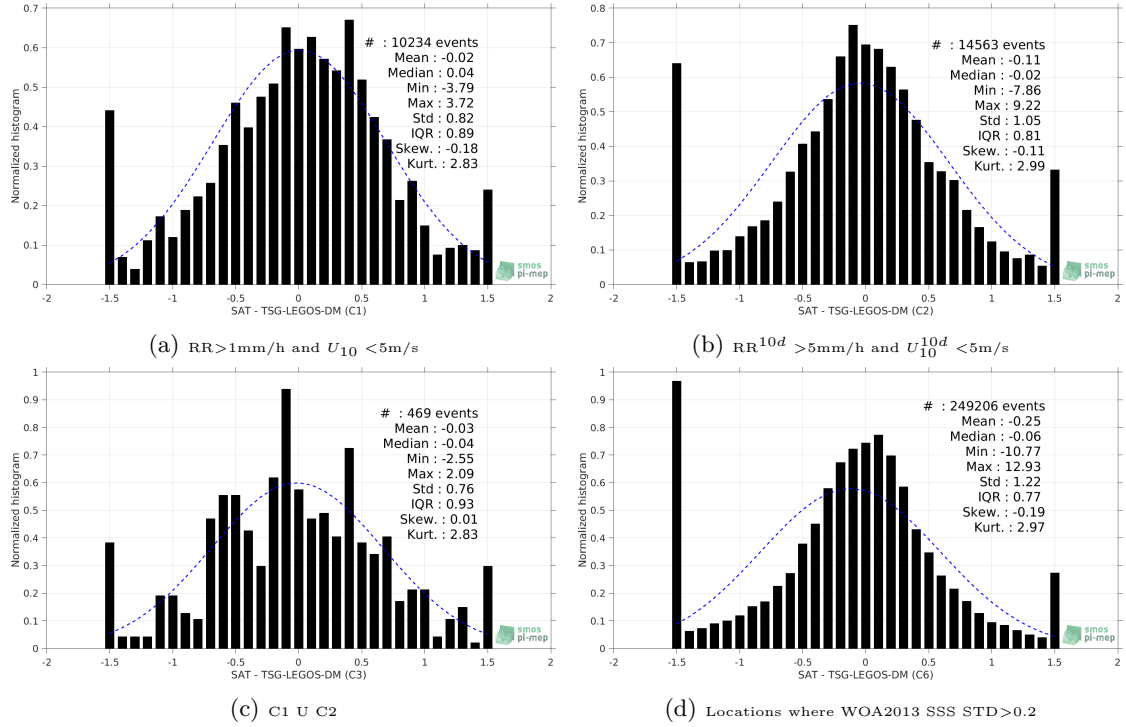 0.7
0.6
0.5
0.4
0.3
0.2
0.1
0
Normalized histogram
# : 10234 events
Mean : -0.02
Median : 0.04
Min : -3.79
Max : 3.72
Std : 0.82
IQR : 0.89
Skew. : -0.18
Kurt. : 2.83
smos
pi-mep
-2 -1.5 -1 -0.5 0 0.5 1 1.5 2
SAT - TSG-LEGOS-DM (C1)
(a) RR>1mm/h and U10 <5m/s
0.8
0.7
0.6
0.5
0.4
0.3
0.2
0.1
0
Normalized histogram
# : 14563 events
Mean : -0.11
Median : -0.02
Min : -7.86
Max : 9.22
Std : 1.05
IQR : 0.81
Skew. : -0.11
Kurt. : 2.99
smos
pi-mep
-2 -1.5 -1 -0.5 0 0.5 1 1.5 2
SAT - TSG-LEGOS-DM (C2)
(b) RR10d >5mm/h and U10 10d <5m/s
1
0.9
0.8
0.7
0.6
0.5
0.4
0.3
0.2
0.1
0
Normalized histogram
# : 469 events
Mean : -0.03
Median : -0.04
Min : -2.55
Max : 2.09
Std : 0.76
IQR : 0.93
Skew. : 0.01
Kurt. : 2.83
smos
pi-mep
-2 -1.5 -1 -0.5 0 0.5 1 1.5 2
SAT - TSG-LEGOS-DM (C3)
(c) C1 U C2
1
0.9
0.8
0.7
0.6
0.5
0.4
0.3
0.2
0.1
0
Normalized histogram
# : 249206 events
Mean : -0.25
Median : -0.06
Min : -10.77
Max : 12.93
Std : 1.22
IQR : 0.77
Skew. : -0.19
Kurt. : 2.97
smos
pi-mep
-2 -1.5 -1 -0.5 0 0.5 1 1.5 2
SAT - TSG-LEGOS-DM (C6)
(d) Locations where WOA2013 SSS STD>0.2